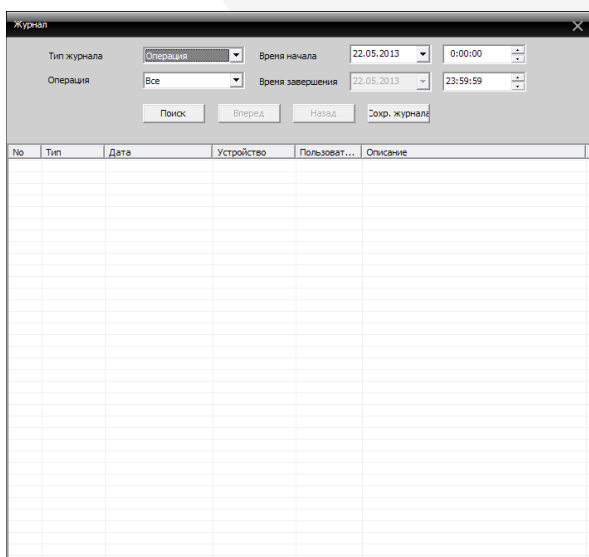 Журнал
Тип журнала Операция Время начала 22.05.2013 0:00:00
Операция Все Время завершения 22.05.2013 23:59:59
Поиск Вперед Назад Сохр. журнала
No Тип Дата Устройство Пользоват... Описание